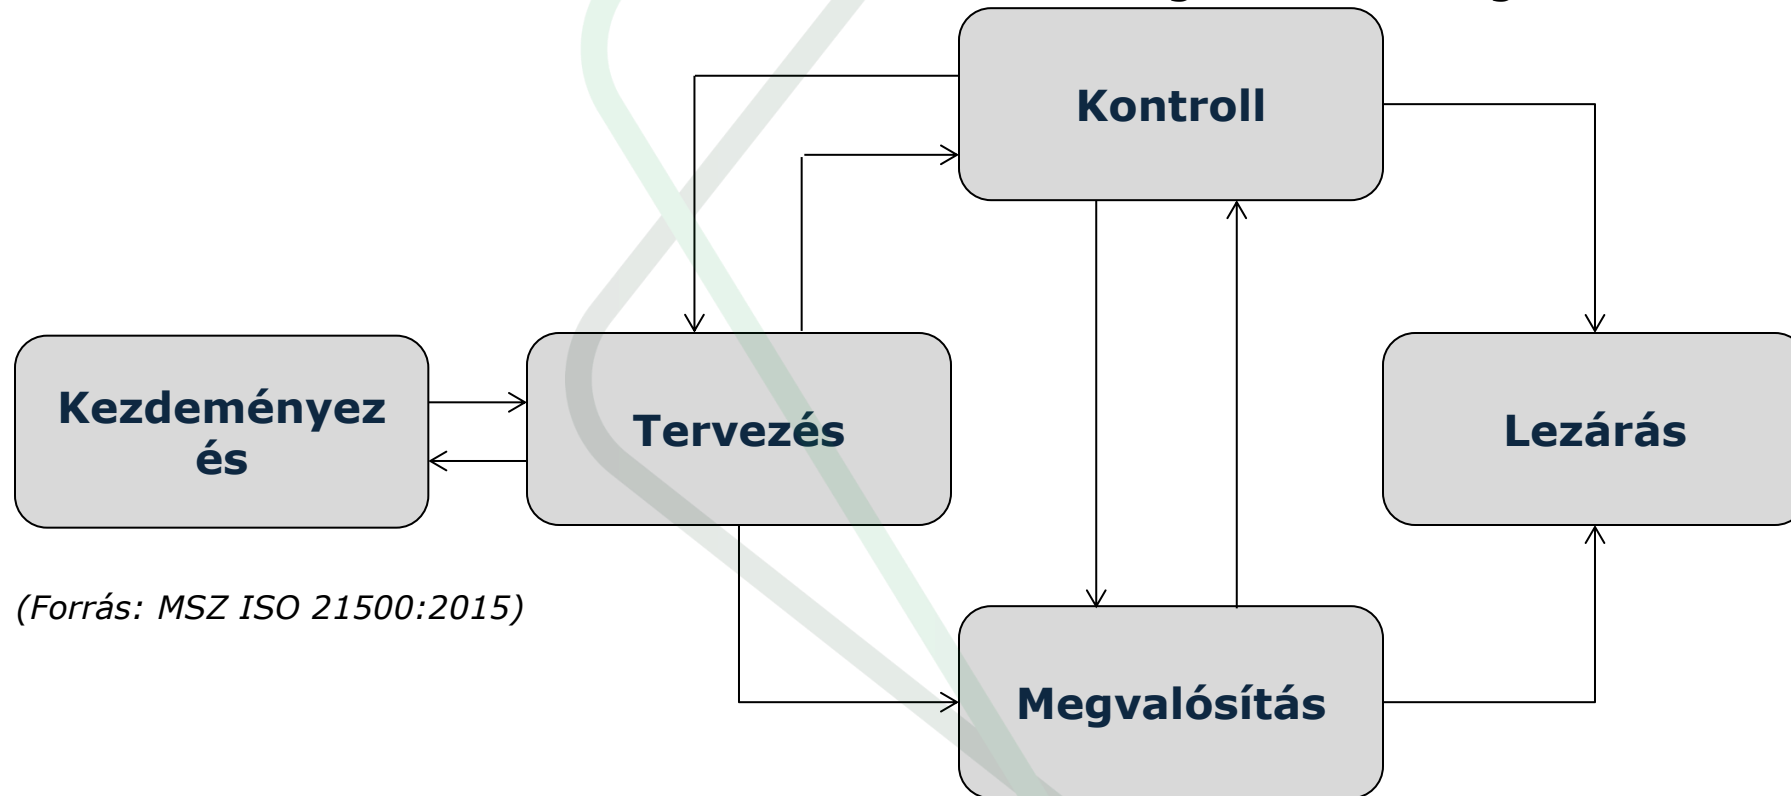 Kontroll
Kezdeményez
és
Tervezés
Lezárás
(Forrás: MSZ ISO 21500:2015)
Megvalósítás